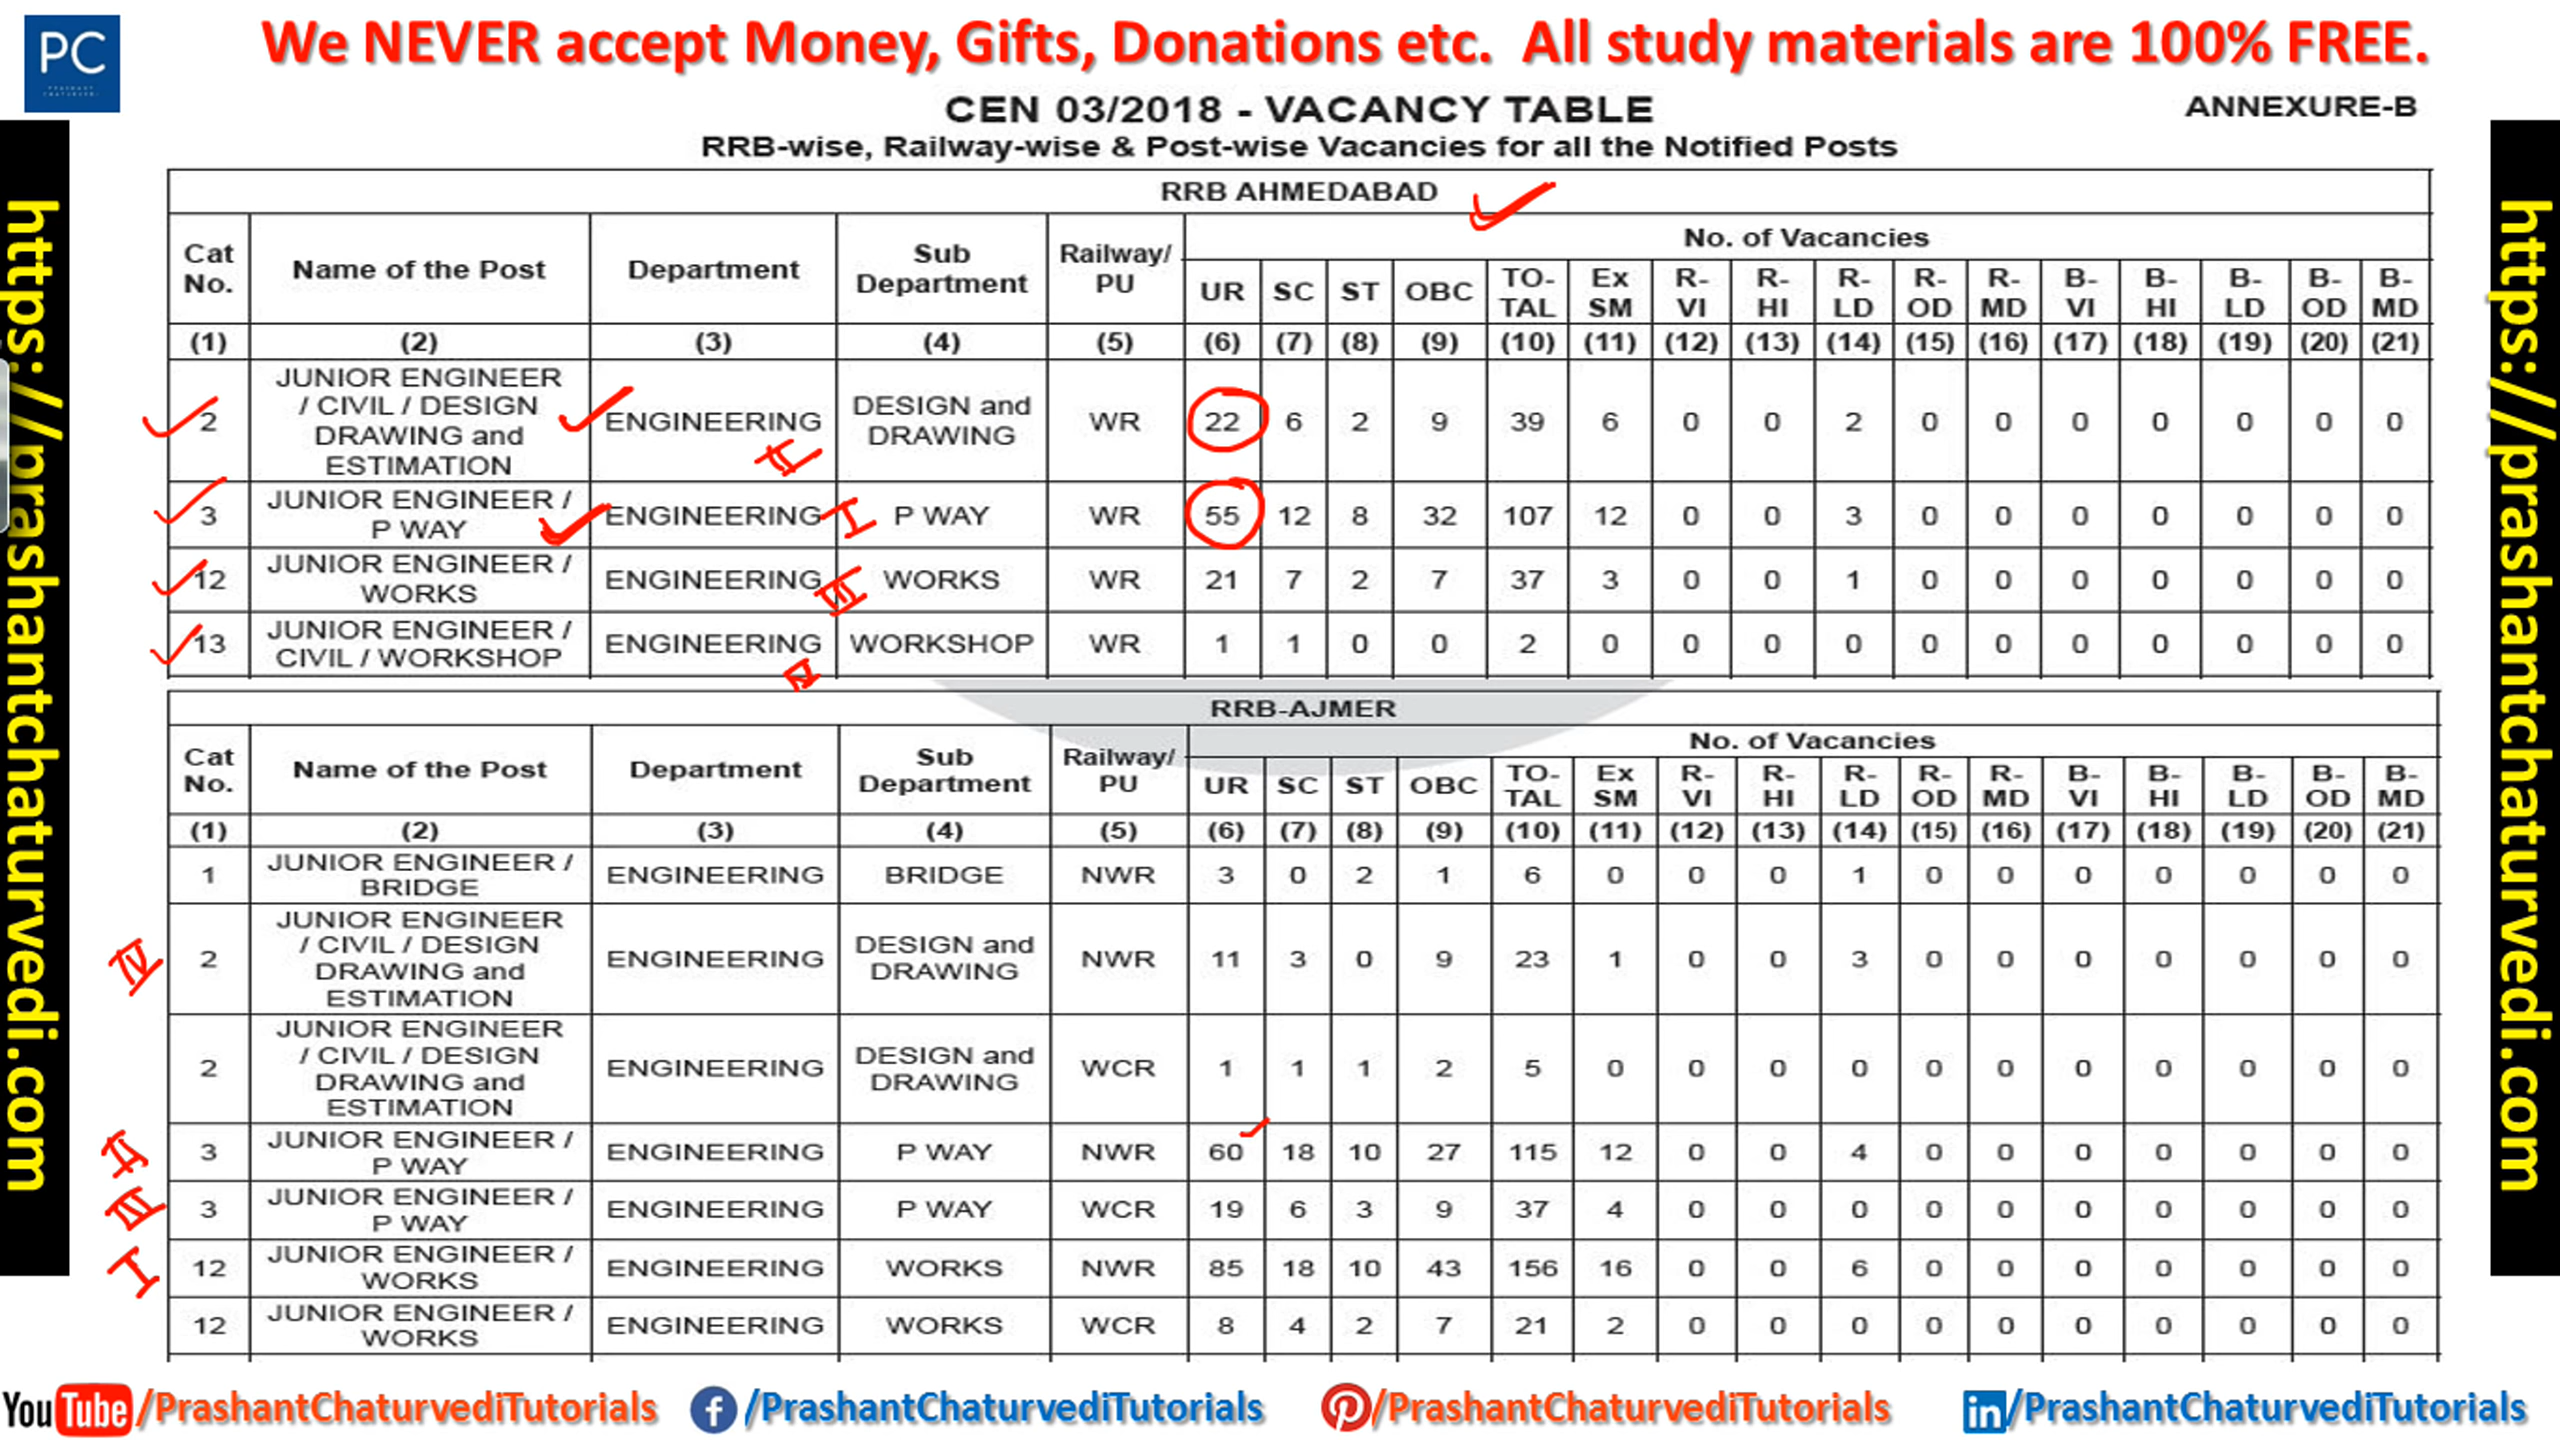 PC
PRASHANT
CHATURVEDI
We NEVER accept Money, Gifts, Donations etc. All study materials are 100% FREE.
CEN 03/2018 - VACANCY TABLE
ANNEXURE-B
RRB-wise, Railway-wise & Post-wise Vacancies for all the Notified Posts
https://prashantchaturvedi.com
https://prashantchaturvedi.com
RRB AHMEDABAD
Cat No. Name of the Post Department Sub Department Railway/ PU No. of Vacancies
UR SC ST OBC TO-TAL Ex SM R-VI R-HI R-LD R-OD R-MD B-VI B-HI B-LD B-OD B-MD
(1) (2) (3) (4) (5) (6) (7) (8) (9) (10) (11) (12) (13) (14) (15) (16) (17) (18) (19) (20) (21)
2 JUNIOR ENGINEER / CIVIL / DESIGN DRAWING and ESTIMATION ENGINEERING II DESIGN and DRAWING WR 22 6 2 9 39 6 0 0 2 0 0 0 0 0 0 0
3 JUNIOR ENGINEER / P WAY ENGINEERING I P WAY WR 55 12 8 32 107 12 0 0 3 0 0 0 0 0 0 0
12 JUNIOR ENGINEER / WORKS ENGINEERING III WORKS WR 21 7 2 7 37 3 0 0 1 0 0 0 0 0 0 0
13 JUNIOR ENGINEER / CIVIL / WORKSHOP ENGINEERING IV WORKSHOP WR 1 1 0 0 2 0 0 0 0 0 0 0 0 0 0 0
RRB-AJMER
Cat No. Name of the Post Department Sub Department Railway/ PU No. of Vacancies
UR SC ST OBC TO-TAL Ex SM R-VI R-HI R-LD R-OD R-MD B-VI B-HI B-LD B-OD B-MD
(1) (2) (3) (4) (5) (6) (7) (8) (9) (10) (11) (12) (13) (14) (15) (16) (17) (18) (19) (20) (21)
1 JUNIOR ENGINEER / BRIDGE ENGINEERING BRIDGE NWR 3 0 2 1 6 0 0 0 1 0 0 0 0 0 0 0
IV 2 JUNIOR ENGINEER / CIVIL / DESIGN DRAWING and ESTIMATION ENGINEERING DESIGN and DRAWING NWR 11 3 0 9 23 1 0 0 3 0 0 0 0 0 0 0
2 JUNIOR ENGINEER / CIVIL / DESIGN DRAWING and ESTIMATION ENGINEERING DESIGN and DRAWING WCR 1 1 1 2 5 0 0 0 0 0 0 0 0 0 0 0
II 3 JUNIOR ENGINEER / P WAY ENGINEERING P WAY NWR 60 18 10 27 115 12 0 0 4 0 0 0 0 0 0 0
III 3 JUNIOR ENGINEER / P WAY ENGINEERING P WAY WCR 19 6 3 9 37 4 0 0 0 0 0 0 0 0 0 0
I 12 JUNIOR ENGINEER / WORKS ENGINEERING WORKS NWR 85 18 10 43 156 16 0 0 6 0 0 0 0 0 0 0
12 JUNIOR ENGINEER / WORKS ENGINEERING WORKS WCR 8 4 2 7 21 2 0 0 0 0 0 0 0 0 0 0
YouTube/PrashantChaturvediTutorials f/PrashantChaturvediTutorials /PrashantChaturvediTutorials in/PrashantChaturvediTutorials